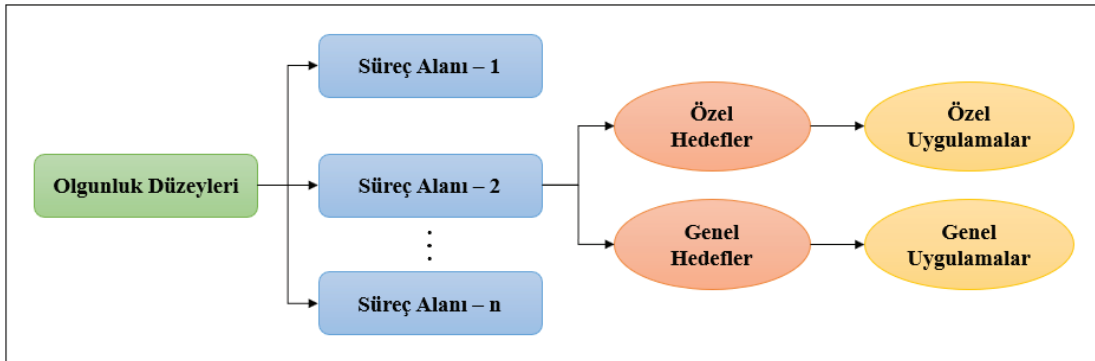 Olgunluk Düzeyleri
Süreç Alanı – 1
Süreç Alanı – 2
Süreç Alanı – n
Özel
Hedefler
Genel
Hedefler
Özel
Uygulamalar
Genel
Uygulamalar